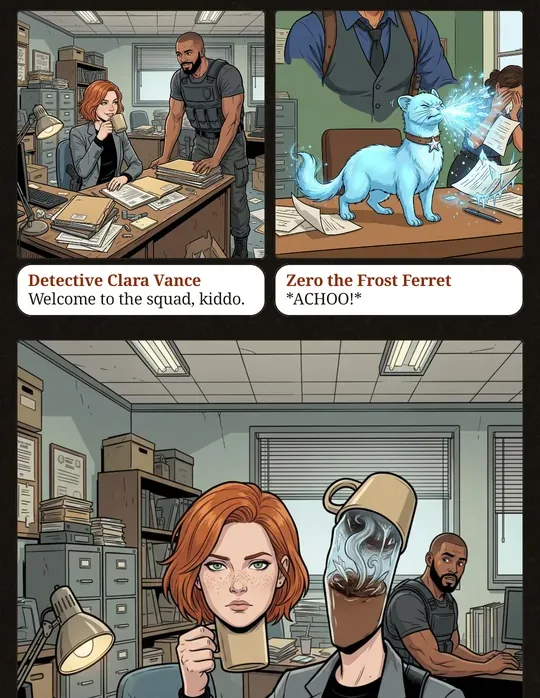 Detective Clara Vance
Welcome to the squad, kiddo.
Zero the Frost Ferret
*ACHOO!*